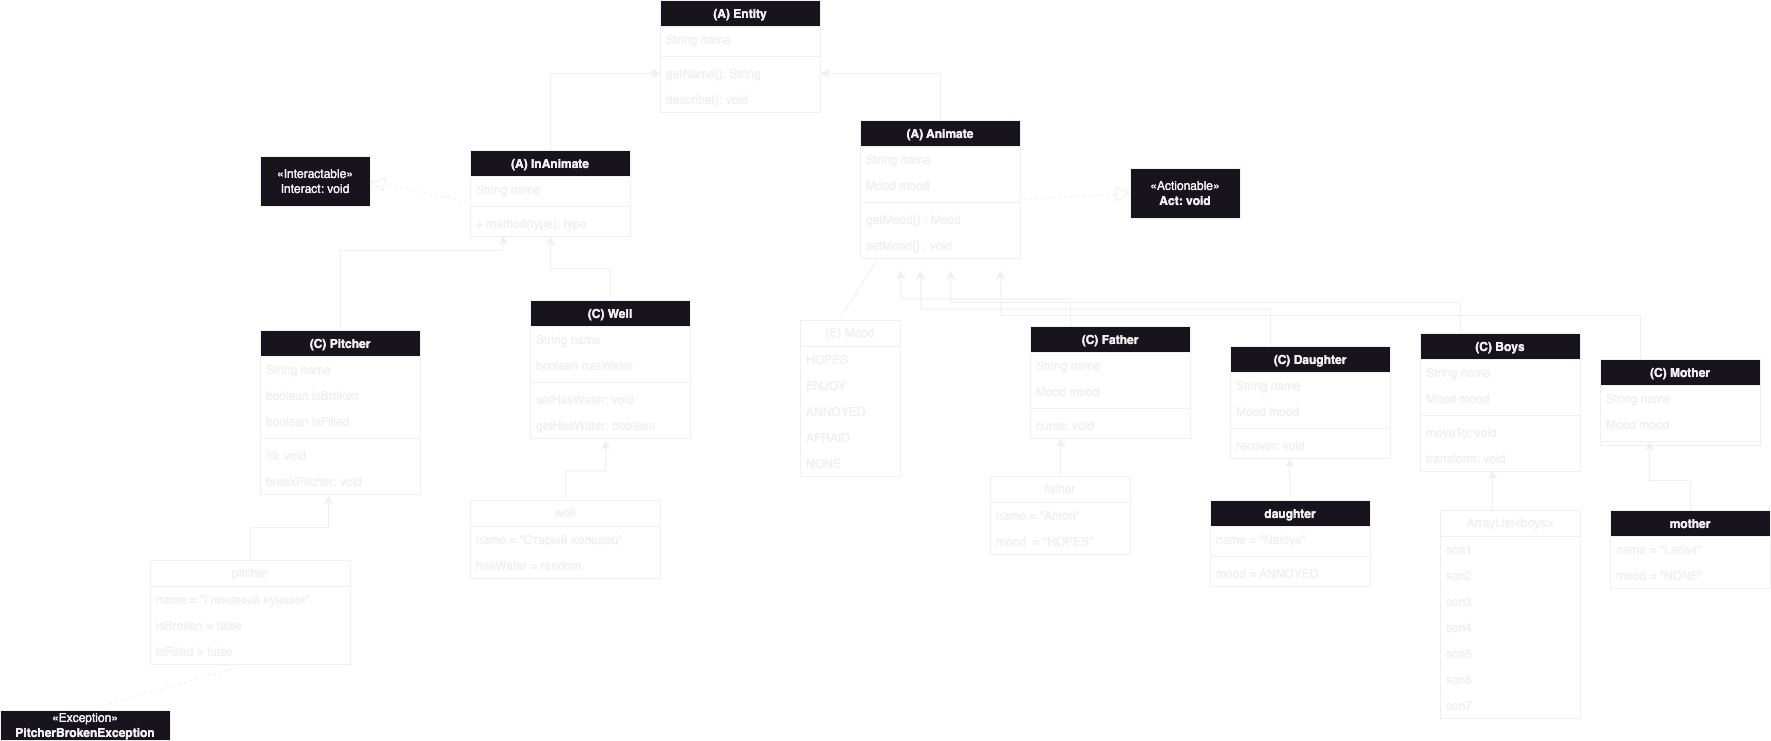 (A) Entity
String name
getName(): String
describe(): void
(A) Animate
String name
Mood mood
getMood() : Mood
setMood() : void
«Interactable»
Interact: void
(A) InAnimate
String name
+ method(type): type
«Actionable»
Act: void
(C) Pitcher
String name
boolean isBroken
boolean isFilled
fill: void
breakPitcher: void
(C) Well
String name
boolean hasWater
setHasWater: void
getHasWater: boolean
(E) Mood
HOPES
ENJOY
ANNOYED
AFRAID
NONE
(C) Father
String name
Mood mood
curse: void
(C) Daughter
String name
Mood mood
recover: void
(C) Boys
String name
Mood mood
moveTo: void
transform: void
(C) Mother
String name
Mood mood
pitcher
name = "Глиняный кувшин"
isBroken = false
isFilled = false
well
name = "Старый колодец"
hasWater = random
father
name = "Anton"
mood  = "HOPES"
daughter
name = "Nastya"
mood = ANNOYED
ArrayList<boys>
son1
son2
son3
son4
son5
son6
son7
mother
name = "Larisa"
mood = "NONE"
«Exception»
PitcherBrokenException